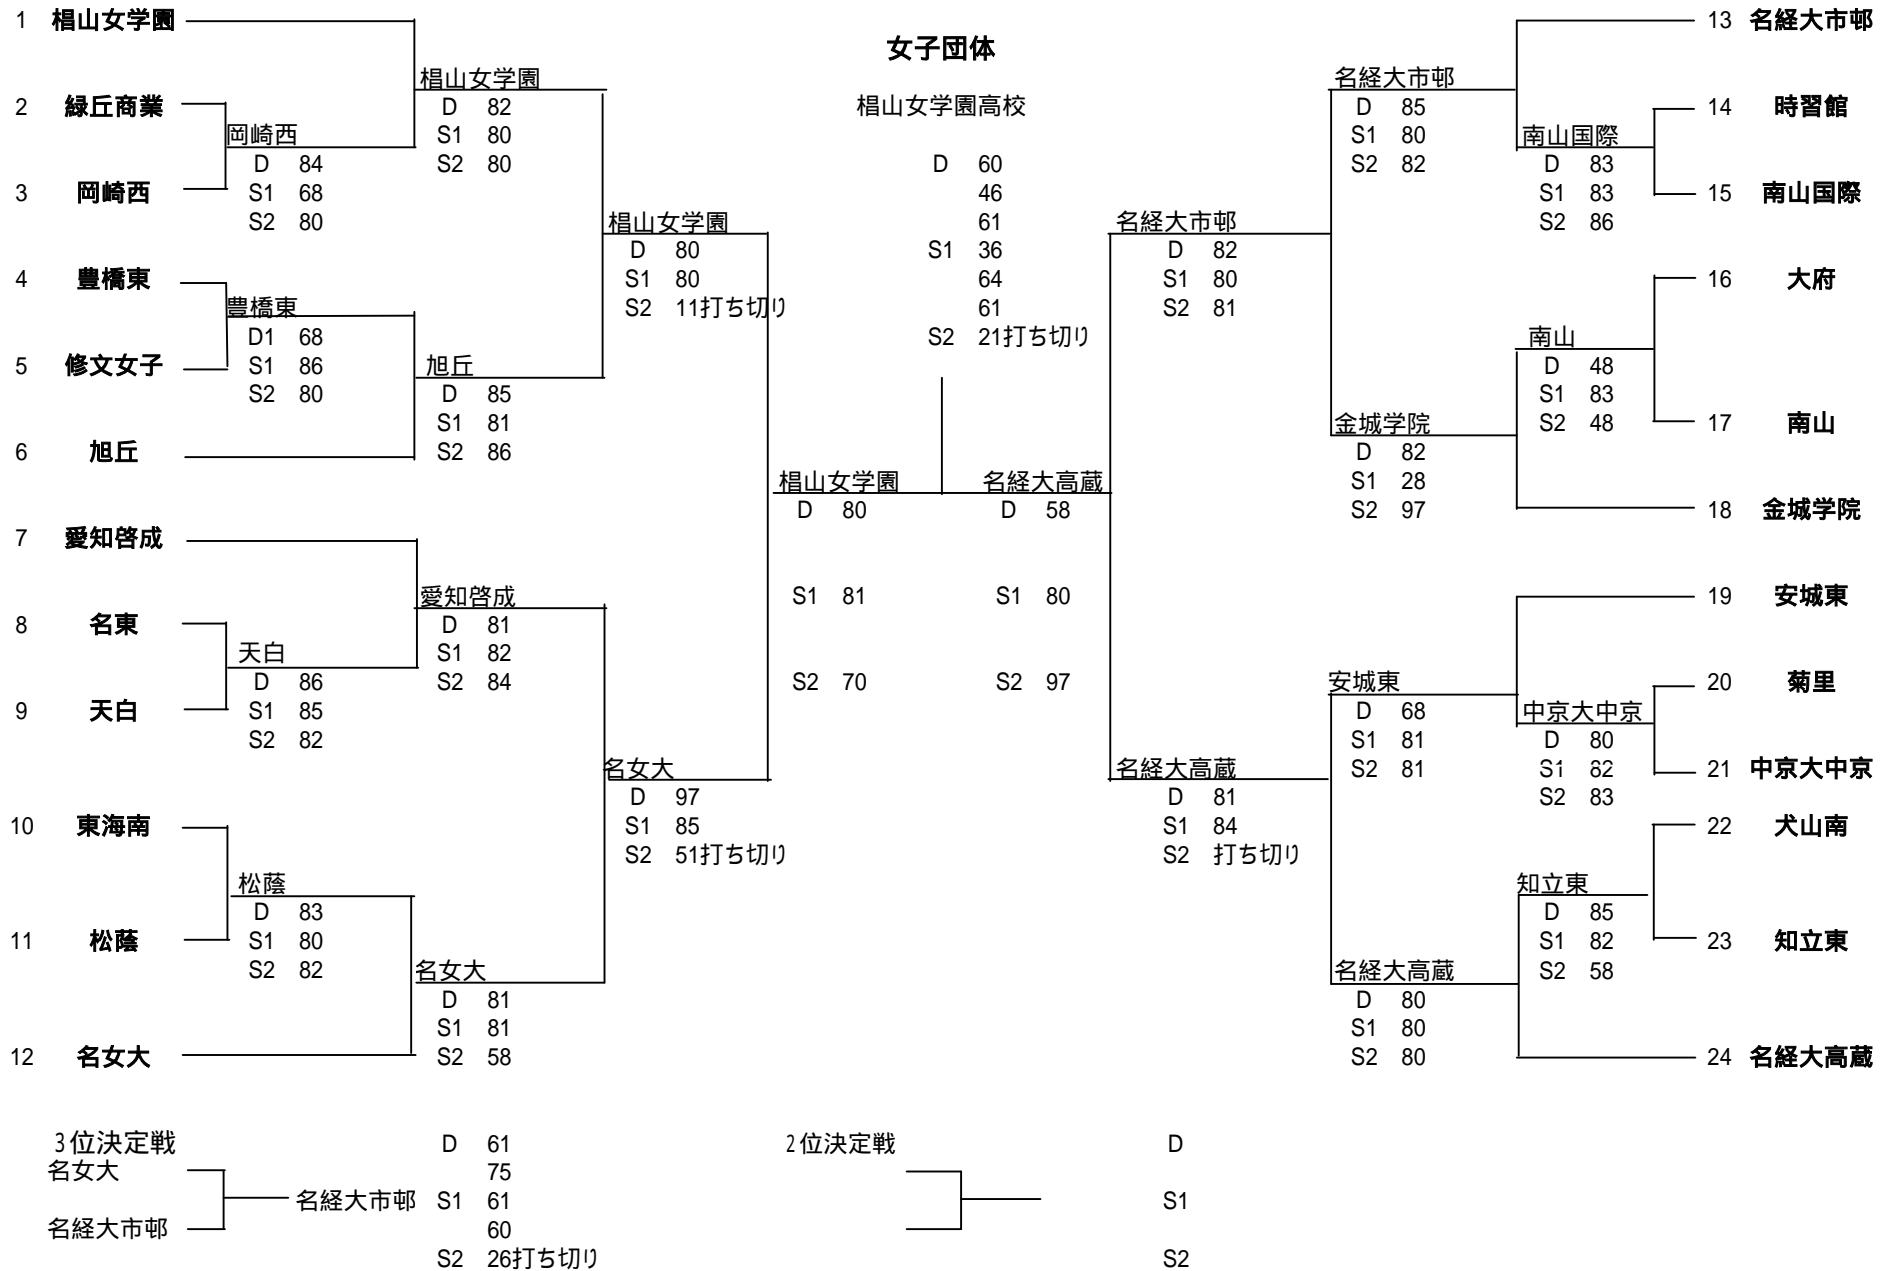 女子団体
椙山女学園高校
D 60
46
61
S1 36
64
61
S2 21打ち切り
1 椙山女学園
2 緑丘商業
3 岡崎西
4 豊橋東
5 修文女子
6 旭丘
7 愛知啓成
8 名東
9 天白
10 東海南
11 松蔭
12 名女大
岡崎西
D 84
S1 68
S2 80
豊橋東
D1 68
S1 86
S2 80
天白
D 86
S1 85
S2 82
松蔭
D 83
S1 80
S2 82
椙山女学園
D 82
S1 80
S2 80
旭丘
D 85
S1 81
S2 86
愛知啓成
D 81
S1 82
S2 84
名女大
D 81
S1 81
S2 58
椙山女学園
D 80
S1 80
S2 11打ち切り
名女大
D 97
S1 85
S2 51打ち切り
椙山女学園
D 80
S1 81
S2 70
名経大高蔵
D 58
S1 80
S2 97
名経大市邨
D 82
S1 80
S2 81
名経大高蔵
D 81
S1 84
S2 打ち切り
名経大市邨
D 85
S1 80
S2 82
金城学院
D 82
S1 28
S2 97
安城東
D 68
S1 81
S2 81
名経大高蔵
D 80
S1 80
S2 80
南山国際
D 83
S1 83
S2 86
南山
D 48
S1 83
S2 48
中京大中京
D 80
S1 82
S2 83
知立東
D 85
S1 82
S2 58
13 名経大市邨
14 時習館
15 南山国際
16 大府
17 南山
18 金城学院
19 安城東
20 菊里
21 中京大中京
22 犬山南
23 知立東
24 名経大高蔵
3位決定戦
名女大
名経大市邨
名経大市邨
D 61
75
S1 61
60
S2 26打ち切り
2位決定戦
D
S1
S2